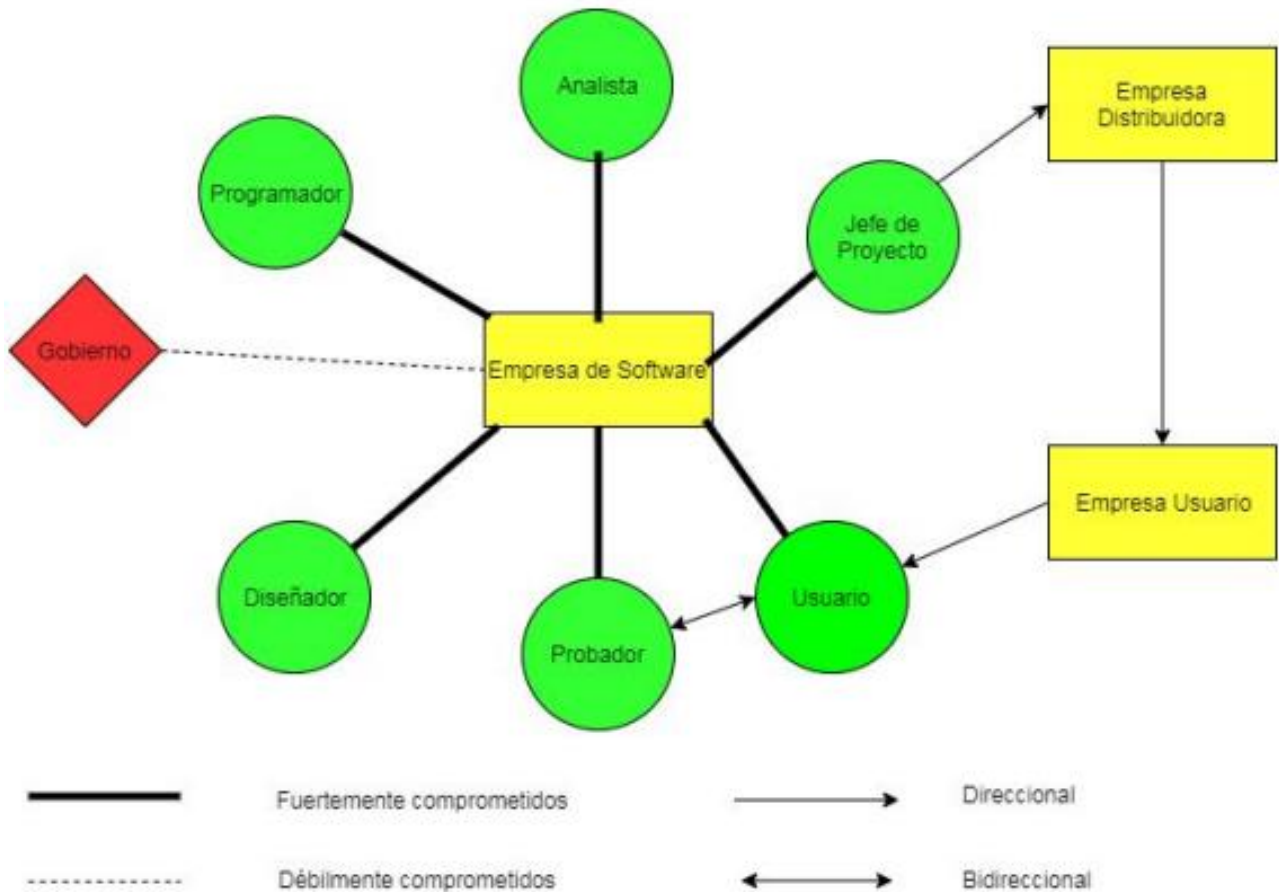 Analista
Empresa
Distribuidora
Programador
Jefe de
Proyecto
Gobierno
Empresa de Software
Empresa Usuario
Diseñador
Usuario
Probador
Fuertemente comprometidos
Direccional
Débilmente comprometidos
Bidireccional